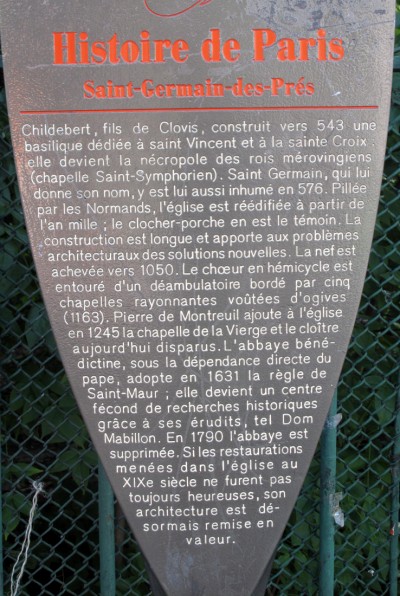 Histoire de Paris
Saint-Germain-des-Prés
Childebert, fils de Clovis, construit vers 543 une
basilique dédiée à saint Vincent et à la sainte Croix ;
elle devient la nécropole des rois mérovingiens
(chapelle Saint-Symphorien). Saint Germain, qui lui
donne son nom, y est lui aussi inhumé en 576. Pillée
par les Normands, l'église est réédifiée à partir de
l'an mille ; le clocher-porche en est le témoin. La
construction est longue et apporte aux problèmes
architecturaux des solutions nouvelles. La nef est
achevée vers 1050. Le chœur en hémicycle est
entouré d'un déambulatoire bordé par cinq
chapelles rayonnantes voûtées d'ogives
(1163). Pierre de Montreuil ajoute à l'église
en 1245 la chapelle de la Vierge et le cloître
aujourd'hui disparus. L'abbaye béné-
dictine, sous la dépendance directe du
pape, adopte en 1631 la règle de
Saint-Maur ; elle devient un centre
fécond de recherches historiques
grâce à ses érudits, tel Dom
Mabillon. En 1790 l'abbaye est
supprimée. Si les restaurations
menées dans l'église au
XIXe siècle ne furent pas
toujours heureuses, son
architecture est dé-
sormais remise en
valeur.